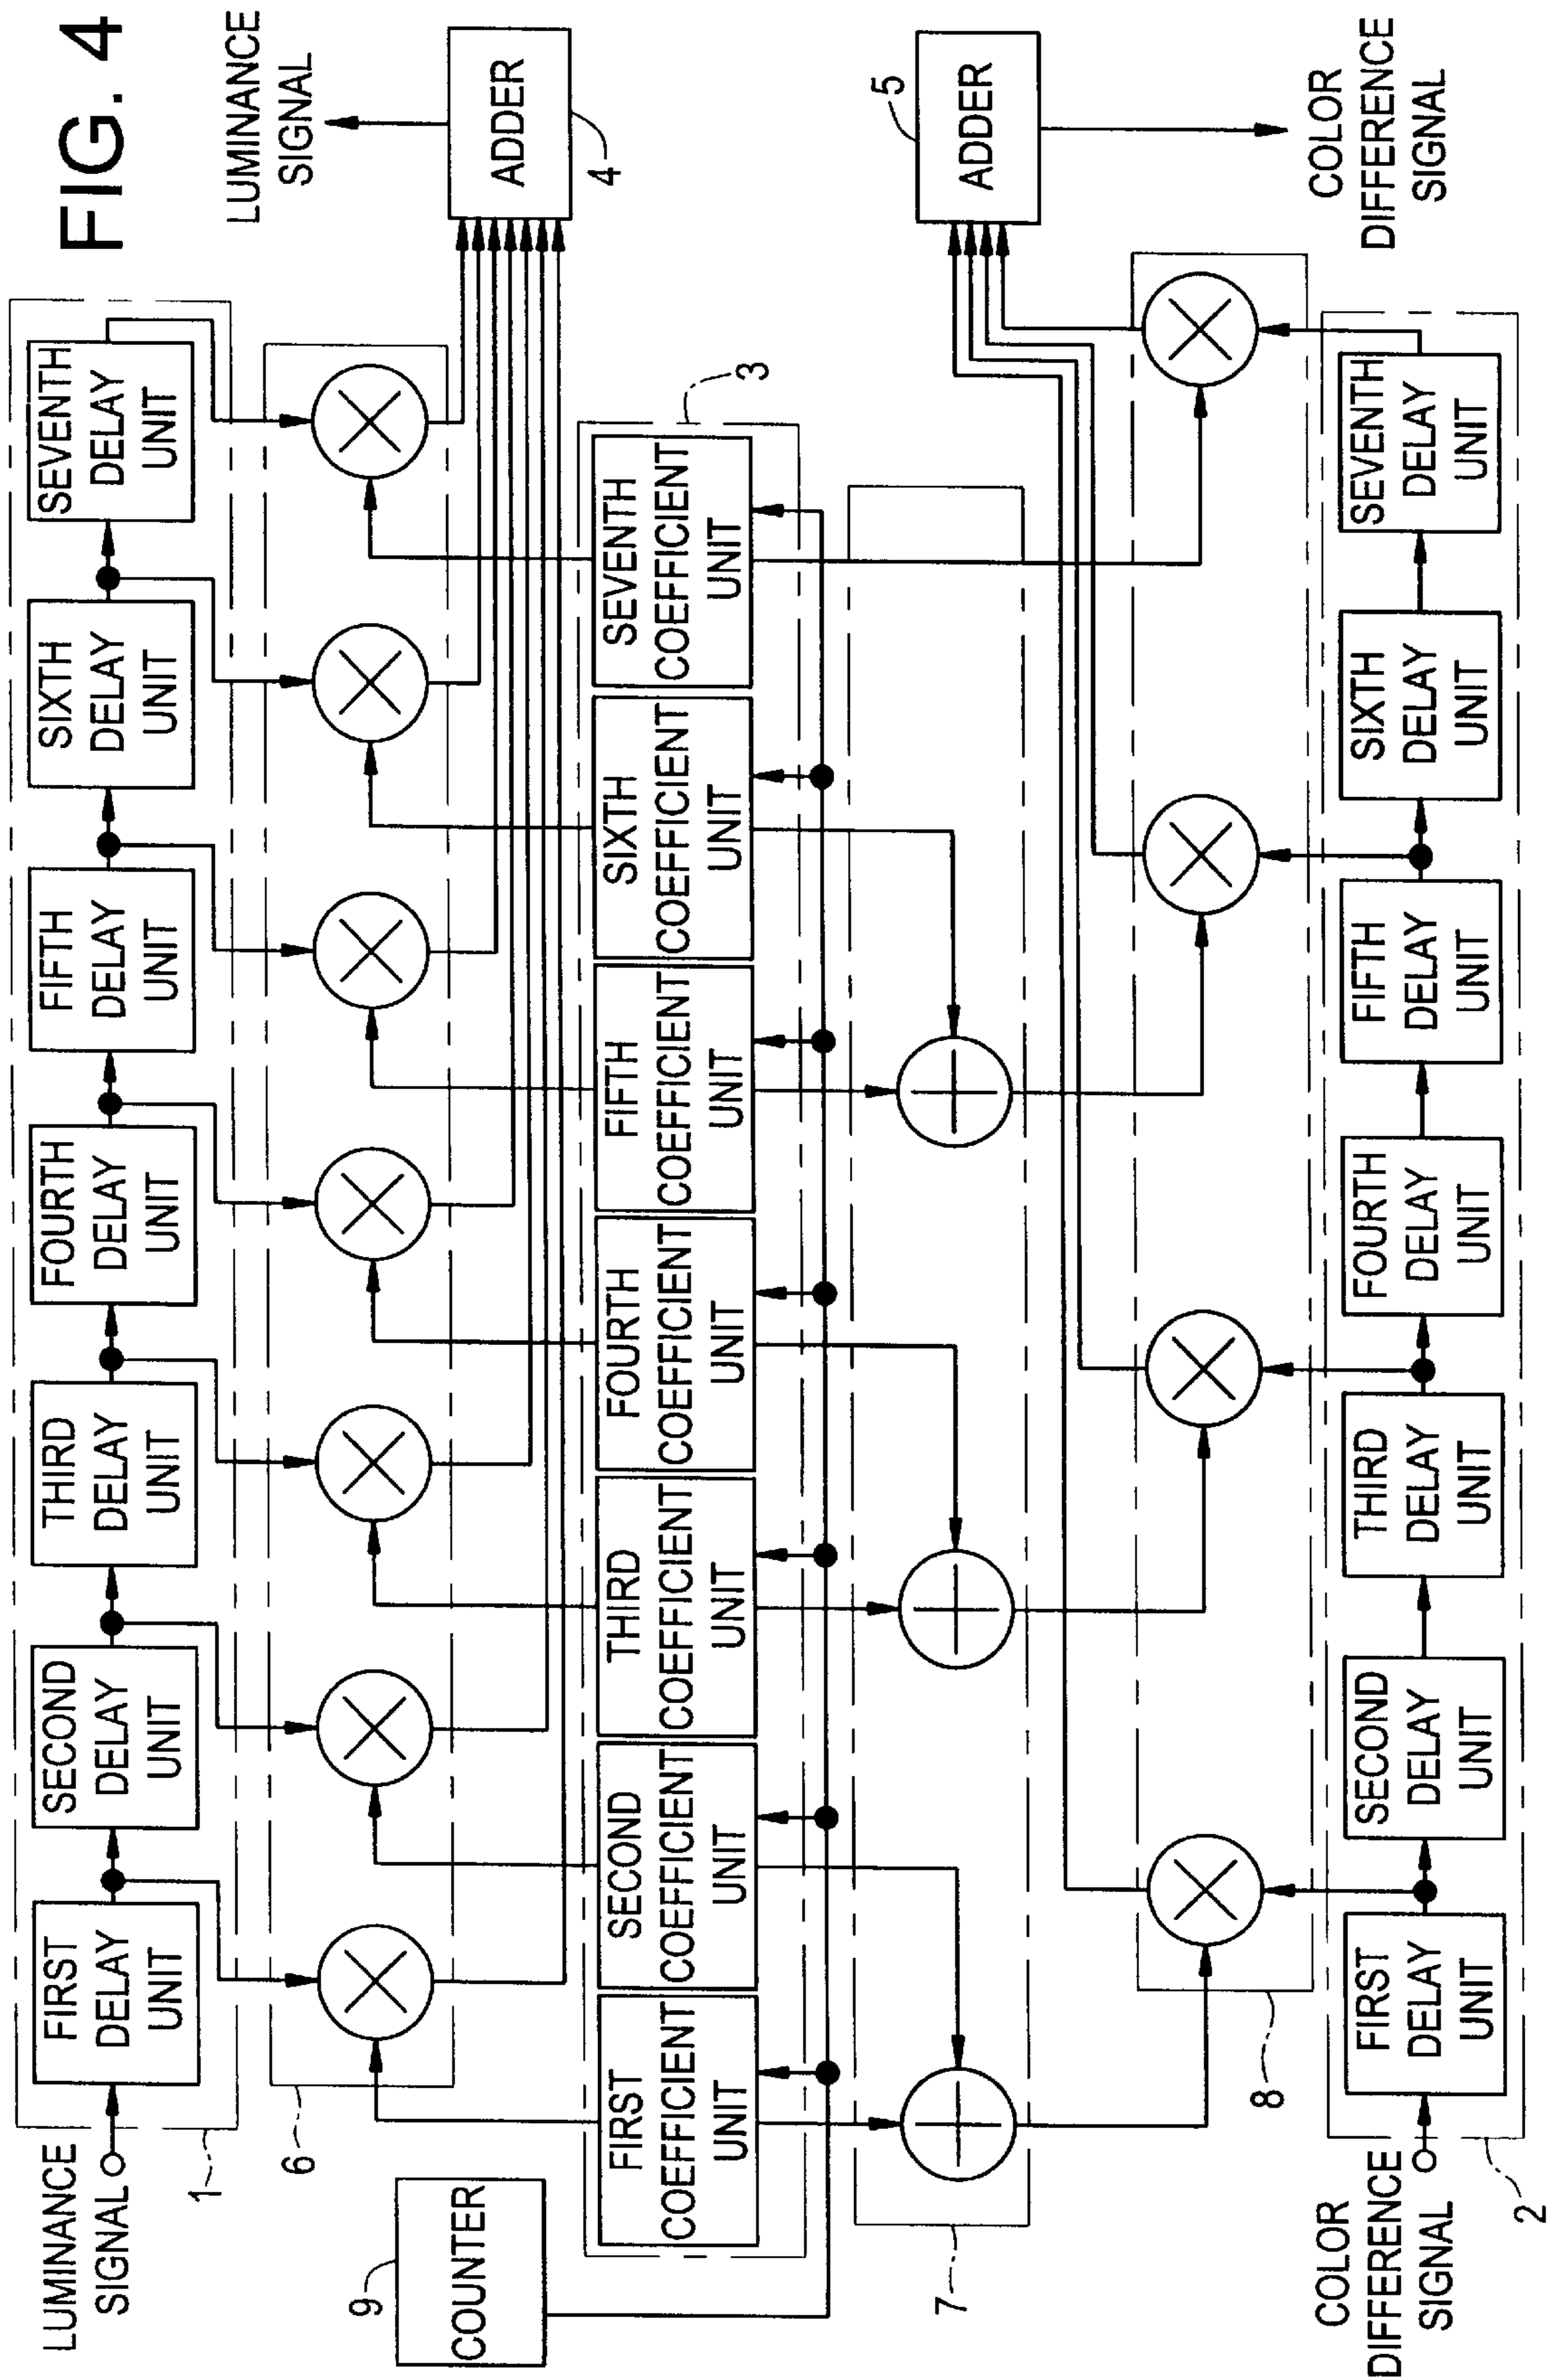 FIG. 4
LUMINANCE
SIGNAL
1
FIRST
DELAY
UNIT
SECOND
DELAY
UNIT
THIRD
DELAY
UNIT
FOURTH
DELAY
UNIT
FIFTH
DELAY
UNIT
SIXTH
DELAY
UNIT
SEVENTH
DELAY
UNIT
LUMINANCE
SIGNAL
6
ADDER
4
9
COUNTER
FIRST
COEFFICIENT
UNIT
SECOND
COEFFICIENT
UNIT
THIRD
COEFFICIENT
UNIT
FOURTH
COEFFICIENT
UNIT
FIFTH
COEFFICIENT
UNIT
SIXTH
COEFFICIENT
UNIT
SEVENTH
COEFFICIENT
UNIT
3
5
ADDER
7
8
COLOR
DIFFERENCE
SIGNAL
COLOR
DIFFERENCE
SIGNAL
FIRST
DELAY
UNIT
SECOND
DELAY
UNIT
THIRD
DELAY
UNIT
FOURTH
DELAY
UNIT
FIFTH
DELAY
UNIT
SIXTH
DELAY
UNIT
SEVENTH
DELAY
UNIT
2